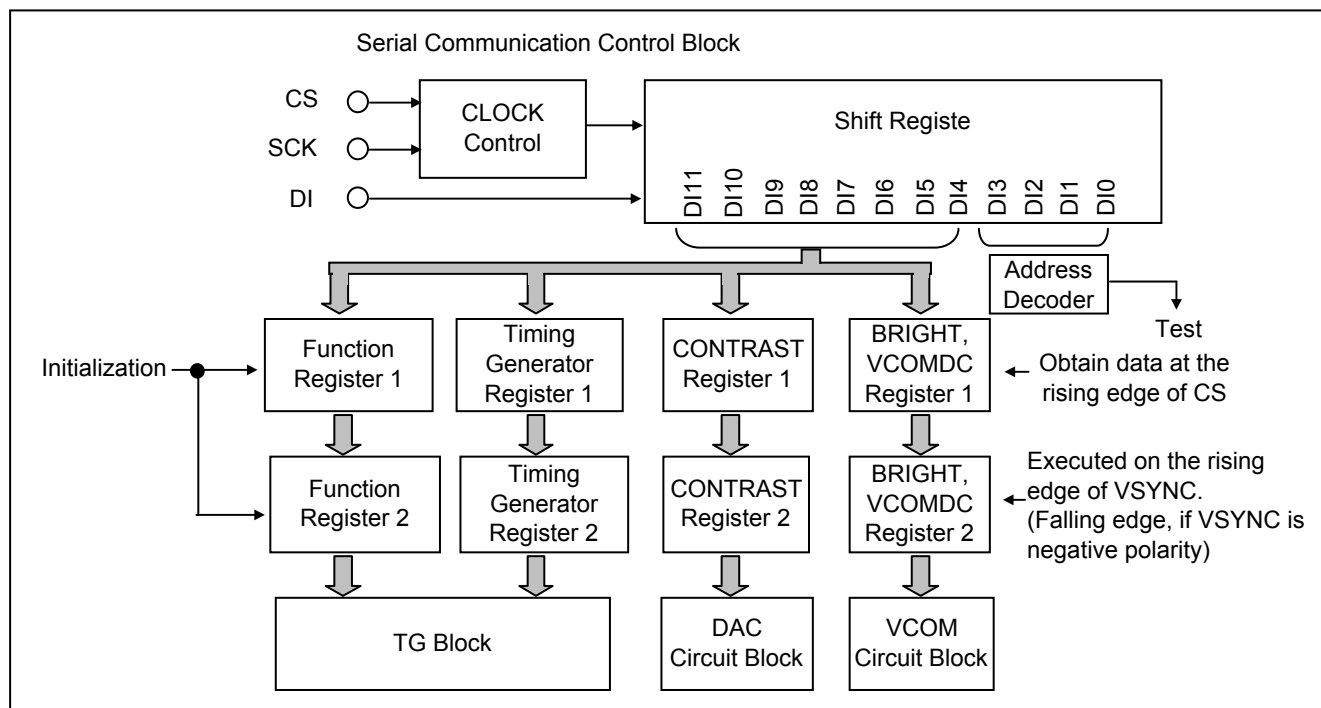 Serial Communication Control Block
CS
SCK
DI
CLOCK
Control
Shift Registe
DI11
DI10
DI9
DI8
DI7
DI6
DI5
DI4
DI3
DI2
DI1
DI0
Address
Decoder
Test
Initialization
Function
Register 1
Timing
Generator
Register 1
CONTRAST
Register 1
BRIGHT,
VCOMDC
Register 1
Obtain data at the
rising edge of CS
Function
Register 2
Timing
Generator
Register 2
CONTRAST
Register 2
BRIGHT,
VCOMDC
Register 2
Executed on the rising
edge of VSYNC.
(Falling edge, if VSYNC is
negative polarity)
TG Block
DAC
Circuit Block
VCOM
Circuit Block